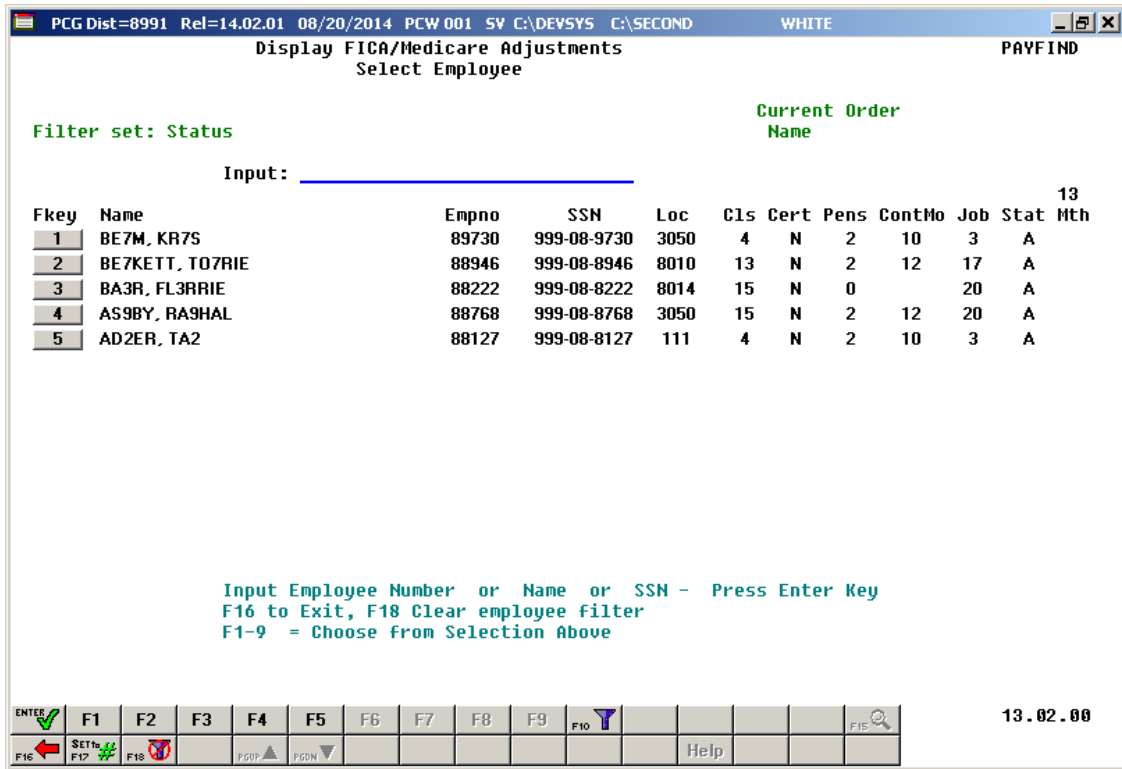 PCG Dist=8991 Rel=14.02.01 08/20/2014 PCW 001 SV C:\DEVSYS C:\SECOND WHITE
Display FICA/Medicare Adjustments PAYFIND
Select Employee
Current Order
Filter set: Status Name
Input:
13
Fkey Name Empno SSN Loc Cls Cert Pens ContMo Job Stat Mth
1 BE7M, KR7S 89730 999-08-9730 3050 4 N 2 10 3 A
2 BE7KETT, TO7RIE 88946 999-08-8946 8010 13 N 2 12 17 A
3 BA3R, FL3RRIE 88222 999-08-8222 8014 15 N 0 20 A
4 AS9BY, RA9HAL 88768 999-08-8768 3050 15 N 2 12 20 A
5 AD2ER, TA2 88127 999-08-8127 111 4 N 2 10 3 A
Input Employee Number or Name or SSN - Press Enter Key
F16 to Exit, F18 Clear employee filter
F1-9 = Choose from Selection Above
ENTER F1 F2 F3 F4 F5 F6 F7 F8 F9 F10 F15 13.02.00
F16 SETto F17 # F18 PGUP PGDN Help